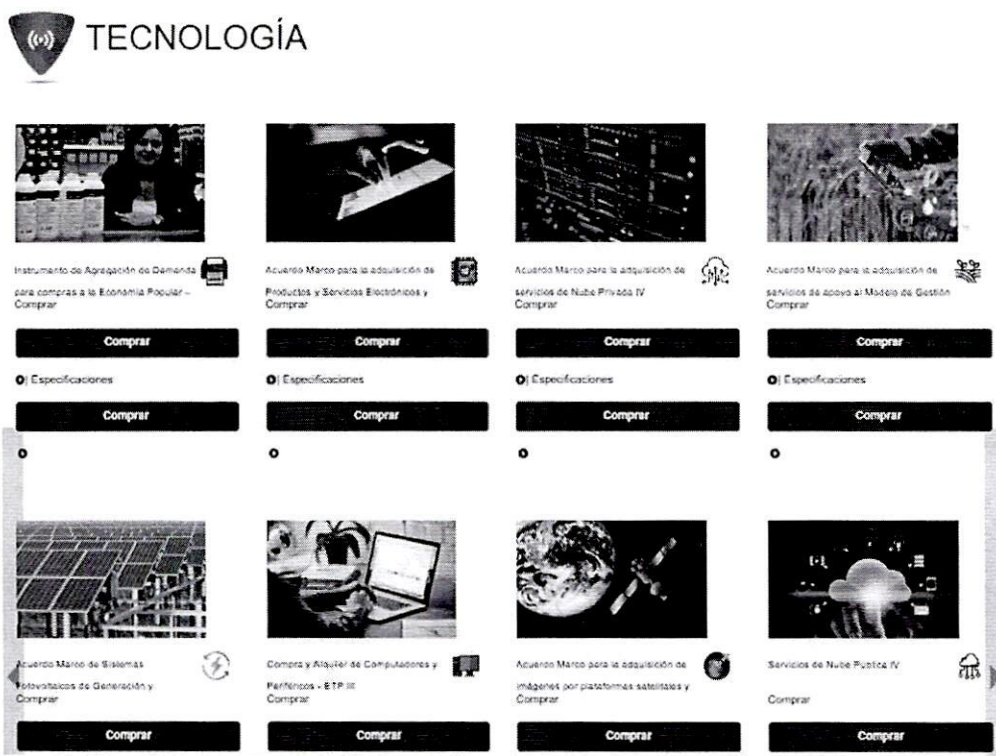 TECNOLOGÍA
Instrumento de Agregación de Demanda
para compras a la Economía Popular –
Comprar
Comprar
| Especificaciones
Comprar
Acuerdo Marco para la adquisición de
Productos y Servicios Electrónicos y
Comprar
Comprar
| Especificaciones
Comprar
Acuerdo Marco para la adquisición de
servicios de Nube Privada IV
Comprar
Comprar
| Especificaciones
Comprar
Acuerdo Marco para la adquisición de
servicios de apoyo al Modelo de Gestión
Comprar
Comprar
| Especificaciones
Comprar
Acuerdo Marco de Sistemas
Fotovoltaicos de Generación y
Comprar
Comprar
Compra y Alquiler de Computadores y
Periféricos - ETP III
Comprar
Comprar
Acuerdo Marco para la adquisición de
imágenes por plataformas satelitales y
Comprar
Comprar
Servicios de Nube Pública IV
Comprar
Comprar